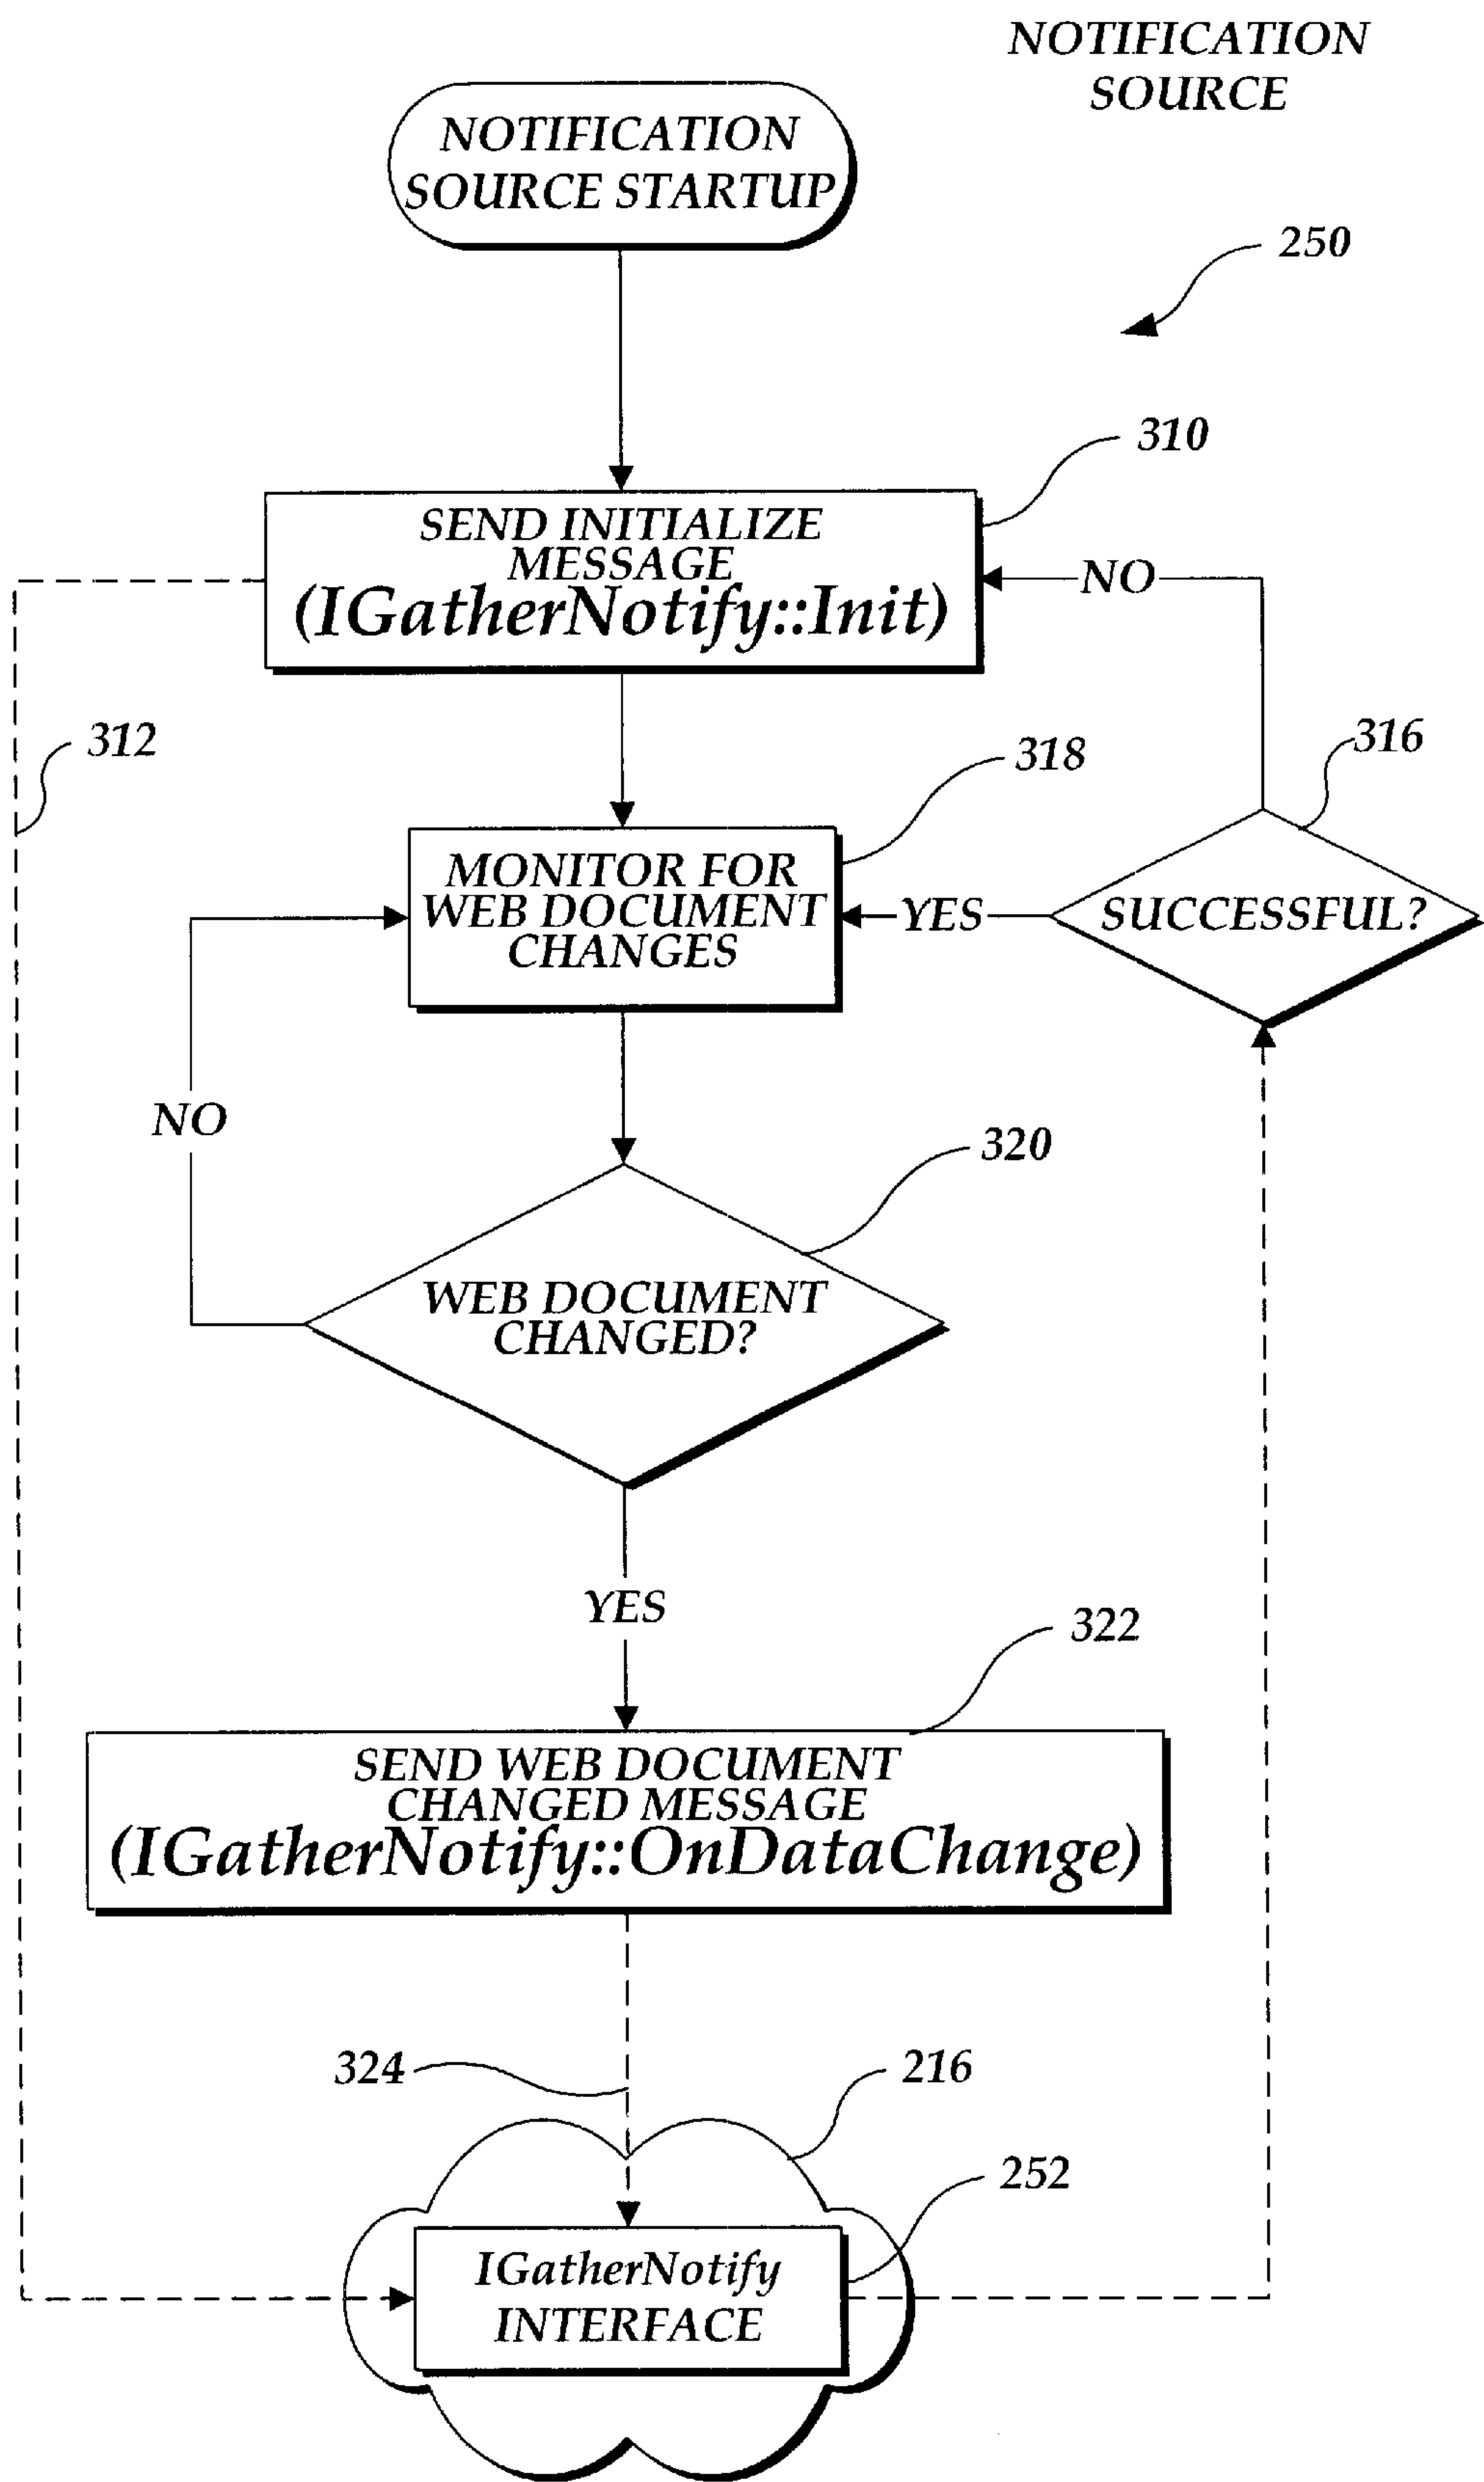 NOTIFICATION
SOURCE
NOTIFICATION
SOURCE STARTUP
250
310
SEND INITIALIZE
MESSAGE
(IGatherNotify::Init)
NO
312
318
316
MONITOR FOR
WEB DOCUMENT
CHANGES
YES
SUCCESSFUL?
NO
320
WEB DOCUMENT
CHANGED?
YES
322
SEND WEB DOCUMENT
CHANGED MESSAGE
(IGatherNotify::OnDataChange)
324
216
252
IGatherNotify
INTERFACE